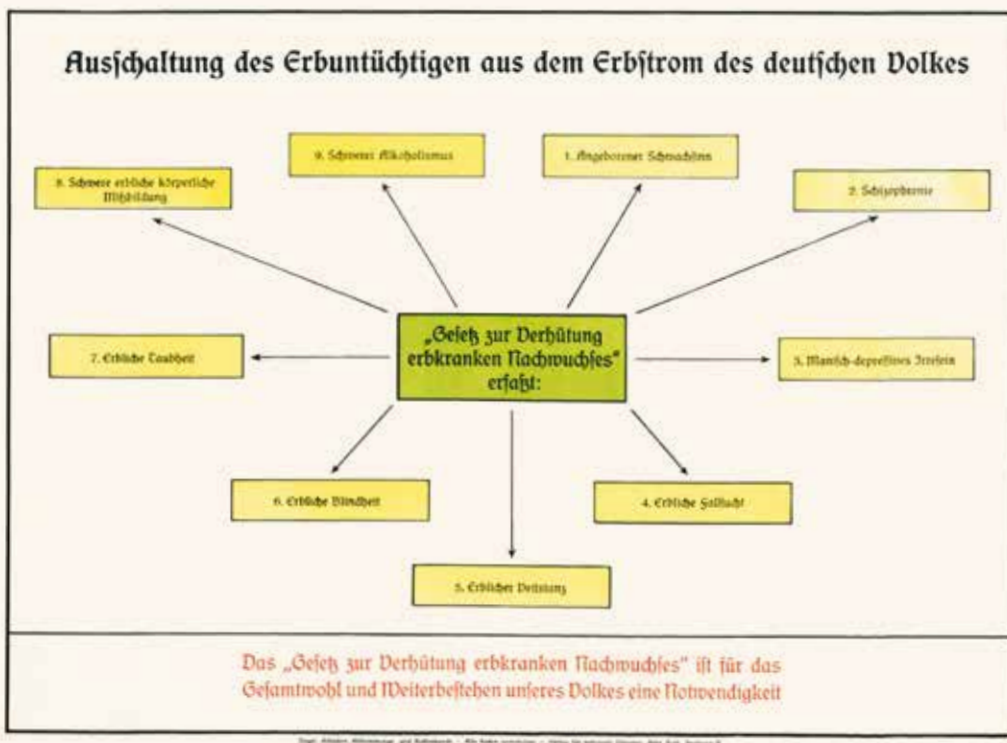 Ausschaltung des Erbuntüchtigen aus dem Erbstrom des deutschen Volkes
9. Schwerer Alkoholismus
1. Angeborener Schwachsinn
8. Schwere erbliche körperliche
Mißbildung
2. Schizophrenie
„Gesetz zur Verhütung
erbkranken Nachwuchses“
erfaßt:
7. Erbliche Taubheit
3. Manisch-depressives Irresein
6. Erbliche Blindheit
4. Erbliche Fallsucht
5. Erblicher Veitstanz
Das „Gesetz zur Verhütung erbkranken Nachwuchses“ ist für das
Gesamtwohl und Weiterbestehen unseres Volkes eine Notwendigkeit